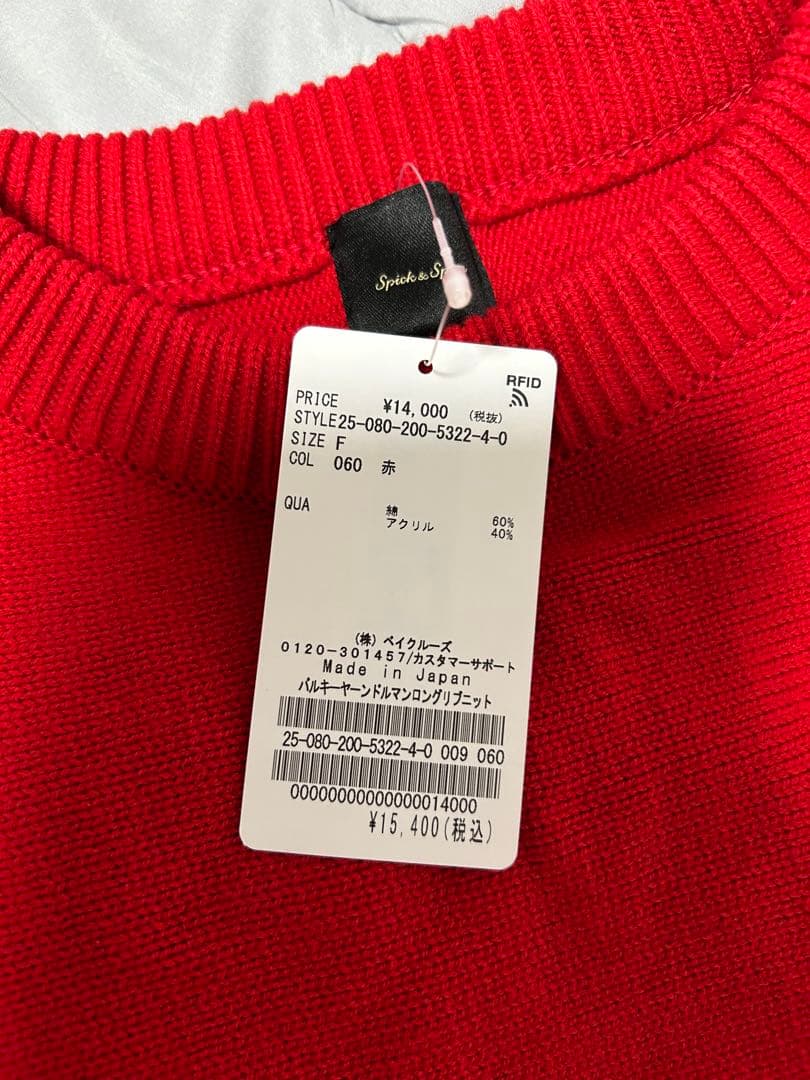 Spick & Sp
RFID
PRICE ¥14,000 (税抜)
STYLE25-080-200-5322-4-0
SIZE F
COL 060 赤
QUA 綿 60%
アクリル 40%
(株) ベイクルーズ
0120-301457/カスタマーサポート
Made in Japan
バルキーヤーンドルマンロングリブニット
25-080-200-5322-4-0 009 060
00000000000000014000
¥15,400(税込)